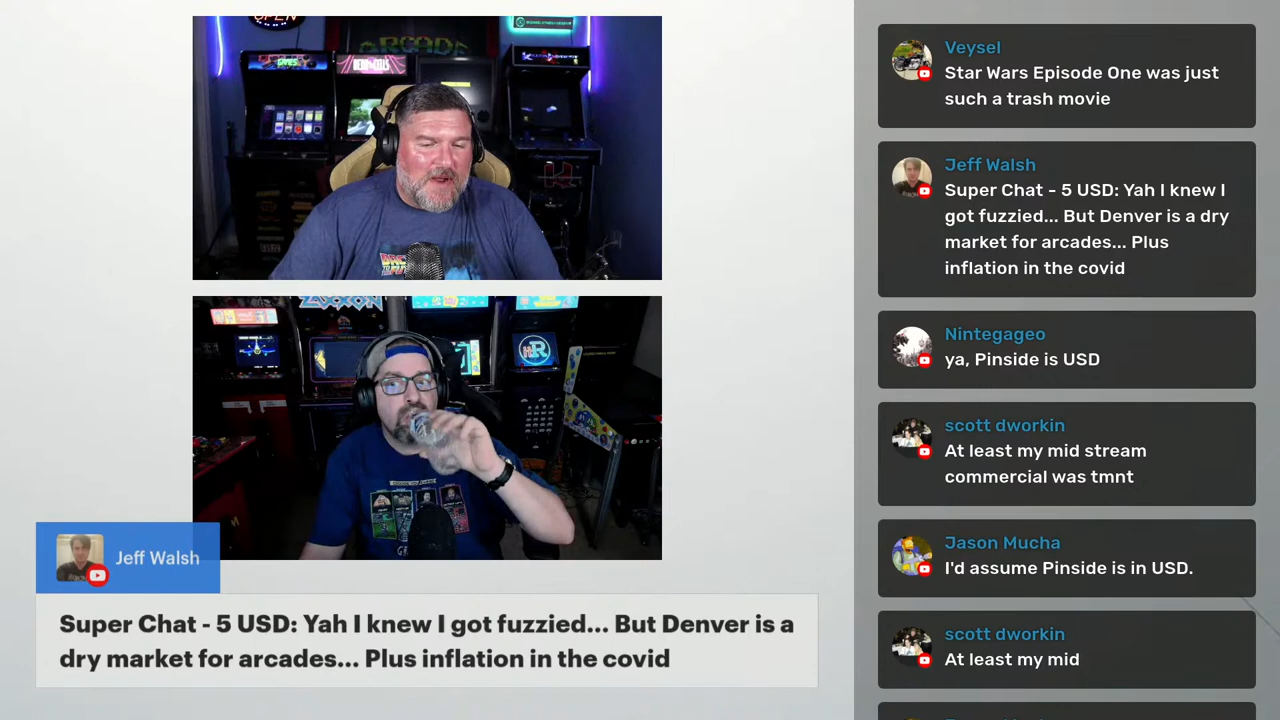 OPEN
ARCADE
ZAXXON
HR
Jeff Walsh
Super Chat - 5 USD: Yah I knew I got fuzzied... But Denver is a
dry market for arcades... Plus inflation in the covid
Veysel
Star Wars Episode One was just
such a trash movie
Jeff Walsh
Super Chat - 5 USD: Yah I knew I
got fuzzied... But Denver is a dry
market for arcades... Plus
inflation in the covid
Nintegageo
ya, Pinside is USD
scott dworkin
At least my mid stream
commercial was tmnt
Jason Mucha
I'd assume Pinside is in USD.
scott dworkin
At least my mid